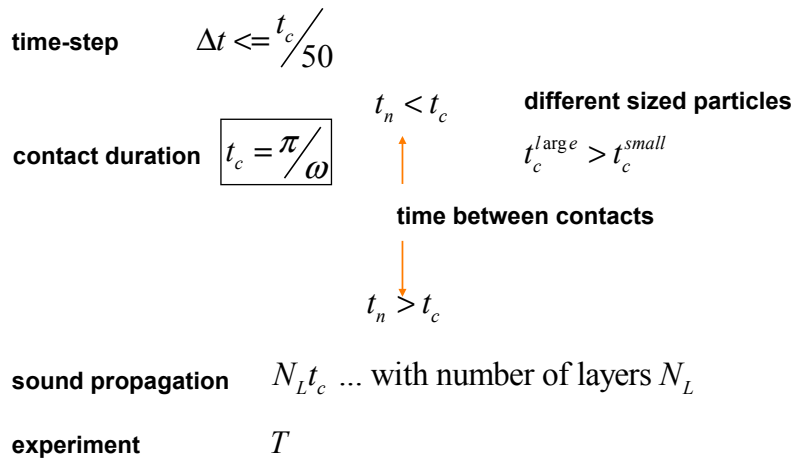 time-step Δt <= t_c/50
t_n < t_c different sized particles
contact duration t_c = π/ω t_c^{large} > t_c^{small}
time between contacts
t_n > t_c
sound propagation N_L t_c ... with number of layers N_L
experiment T